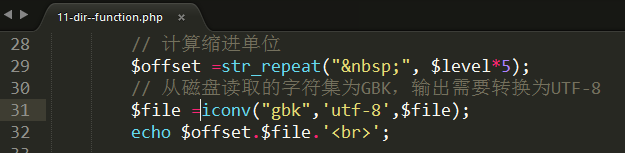 11-dir--function.php ×
28 // 计算缩进单位
29 $offset =str_repeat("&nbsp;", $level*5);
30 // 从磁盘读取的字符集为GBK，输出需要转换为UTF-8
31 $file =iconv("gbk",'utf-8',$file);
32 echo $offset.$file.'<br>';